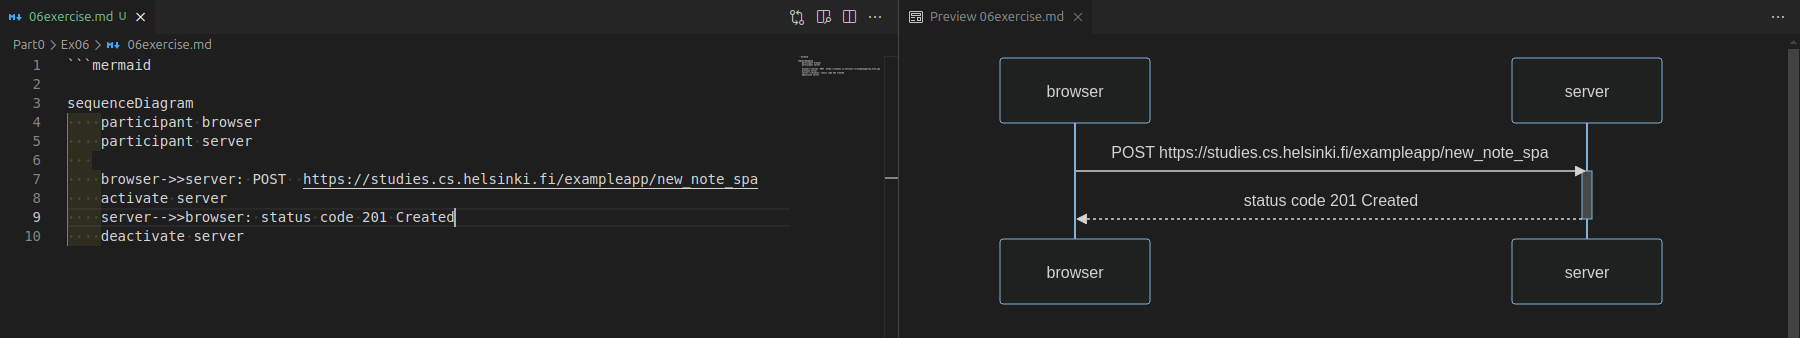 06exercise.md U
Part0 > Ex06 > 06exercise.md
1 ```mermaid
2
3 sequenceDiagram
4 participant browser
5 participant server
6
7 browser->>server: POST  https://studies.cs.helsinki.fi/exampleapp/new_note_spa
8 activate server
9 server-->>browser: status code 201 Created
10 deactivate server
Preview 06exercise.md
browser server
POST https://studies.cs.helsinki.fi/exampleapp/new_note_spa
status code 201 Created
browser server